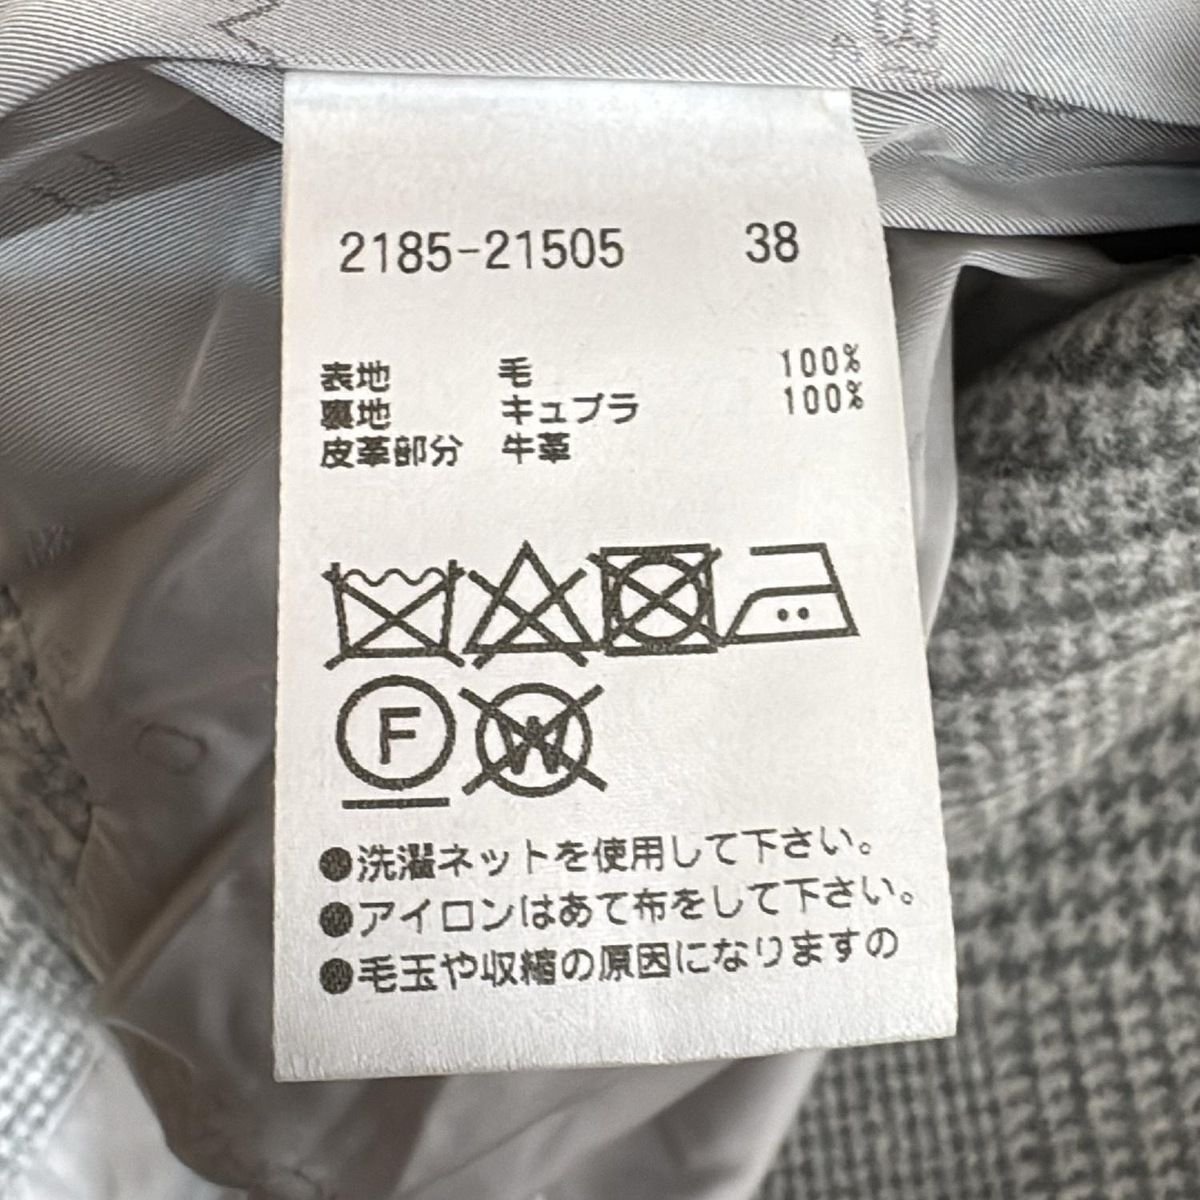 2185-21505 38
表地 毛 100%
裏地 キュプラ 100%
皮革部分 牛革
F
W
●洗濯ネットを使用して下さい。
●アイロンはあて布をして下さい。
●毛玉や収縮の原因になりますの